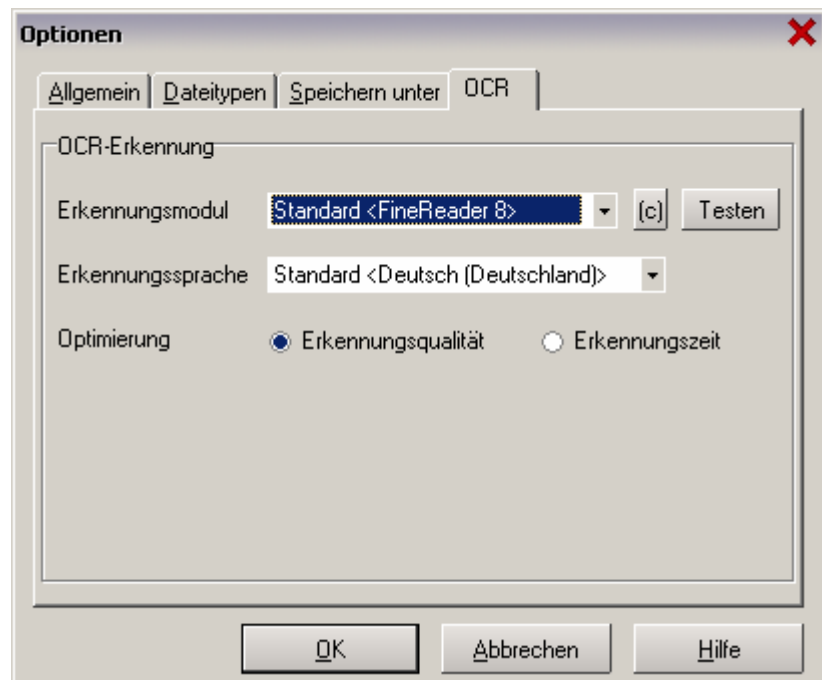 Optionen
Allgemein Dateitypen Speichern unter OCR
OCR-Erkennung
Erkennungsmodul Standard <FineReader 8> (c) Testen
Erkennungssprache Standard <Deutsch (Deutschland)>
Optimierung Erkennungsqualität Erkennungszeit
OK Abbrechen Hilfe